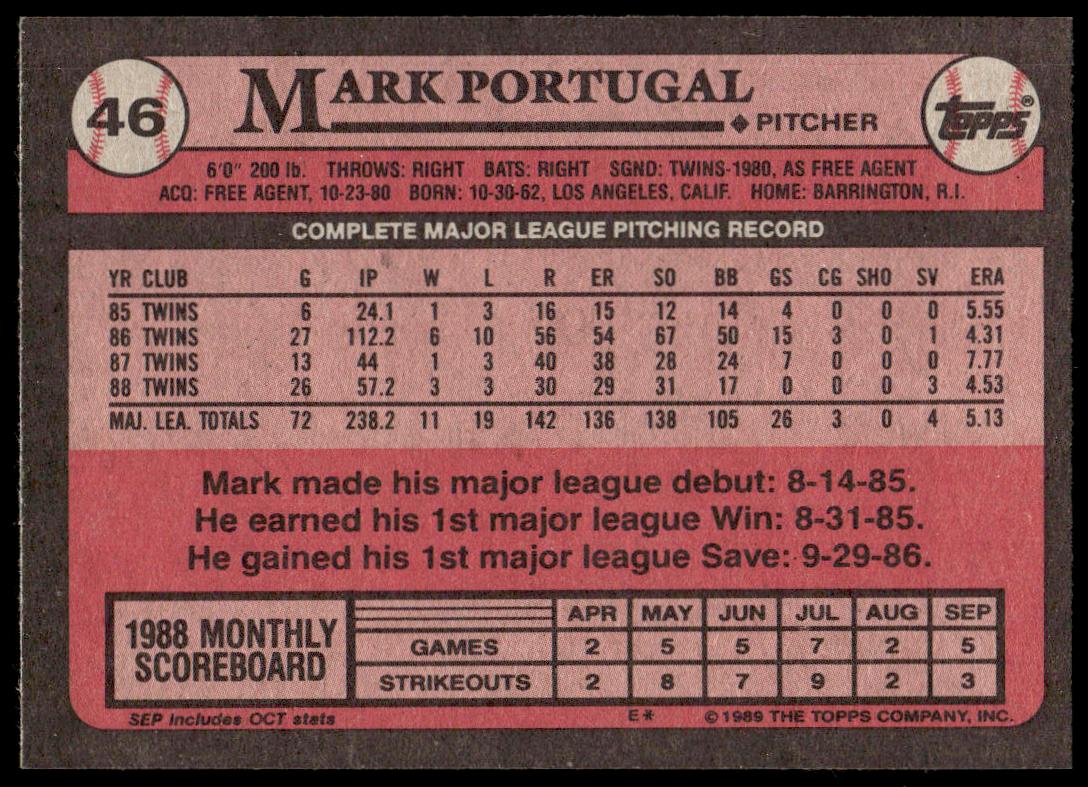 46
MARK PORTUGAL
◆ PITCHER
topps®
6'0" 200 lb. THROWS: RIGHT BATS: RIGHT SGND: TWINS-1980, AS FREE AGENT
ACQ: FREE AGENT, 10-23-80 BORN: 10-30-62, LOS ANGELES, CALIF. HOME: BARRINGTON, R.I.
COMPLETE MAJOR LEAGUE PITCHING RECORD
YR CLUB G IP W L R ER SO BB GS CG SHO SV ERA
85 TWINS 6 24.1 1 3 16 15 12 14 4 0 0 0 5.55
86 TWINS 27 112.2 6 10 56 54 67 50 15 3 0 1 4.31
87 TWINS 13 44 1 3 40 38 28 24 7 0 0 0 7.77
88 TWINS 26 57.2 3 3 30 29 31 17 0 0 0 3 4.53
MAJ. LEA. TOTALS 72 238.2 11 19 142 136 138 105 26 3 0 4 5.13
Mark made his major league debut: 8-14-85.
He earned his 1st major league Win: 8-31-85.
He gained his 1st major league Save: 9-29-86.
1988 MONTHLY
SCOREBOARD
APR MAY JUN JUL AUG SEP
GAMES 2 5 5 7 2 5
STRIKEOUTS 2 8 7 9 2 3
SEP Includes OCT stats
E*
© 1989 THE TOPPS COMPANY, INC.